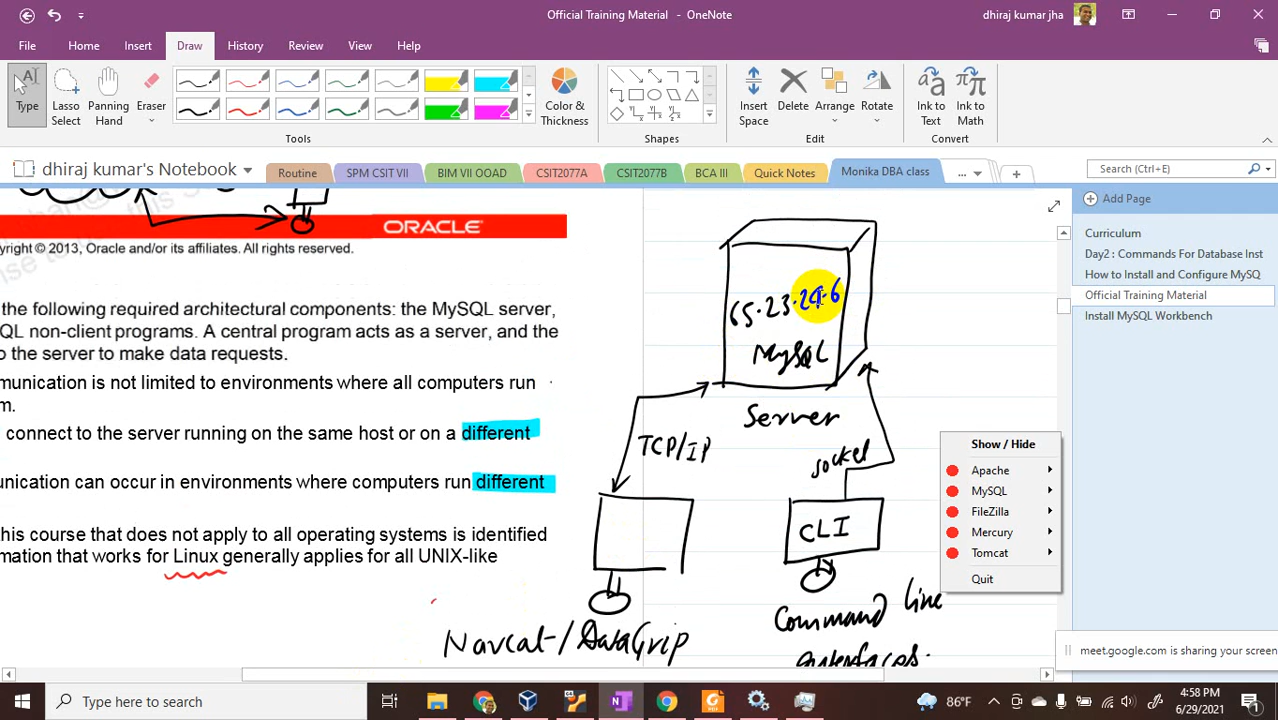 Official Training Material - OneNote
dhiraj kumar jha
File Home Insert Draw History Review View Help
Type
Lasso Select
Panning Hand
Eraser
Color & Thickness
Insert Space
Delete
Arrange
Rotate
Ink to Text
Ink to Math
Tools
Shapes
Edit
Convert
dhiraj kumar's Notebook
Routine
SPM CSIT VII
BIM VII OOAD
CSIT2077A
CSIT2077B
BCA III
Quick Notes
Monika DBA class
...
Search (Ctrl+E)
Add Page
Curriculum
Day2 : Commands For Database Inst
How to Install and Configure MySQ
Official Training Material
Install MySQL Workbench
ORACLE
yright © 2013, Oracle and/or its affiliates. All rights reserved.
the following required architectural components: the MySQL server,
QL non-client programs. A central program acts as a server, and the
o the server to make data requests.
munication is not limited to environments where all computers run
m.
connect to the server running on the same host or on a different
unication can occur in environments where computers run different
his course that does not apply to all operating systems is identified
mation that works for Linux generally applies for all UNIX-like
65.23.24.6
MySQL
Server
TCP/IP
socket
CLI
Navcat/DataGrip
Command line
interfaces.
Show / Hide
Apache
MySQL
FileZilla
Mercury
Tomcat
Quit
meet.google.com is sharing your screen
Type here to search
86°F
4:58 PM
6/29/2021